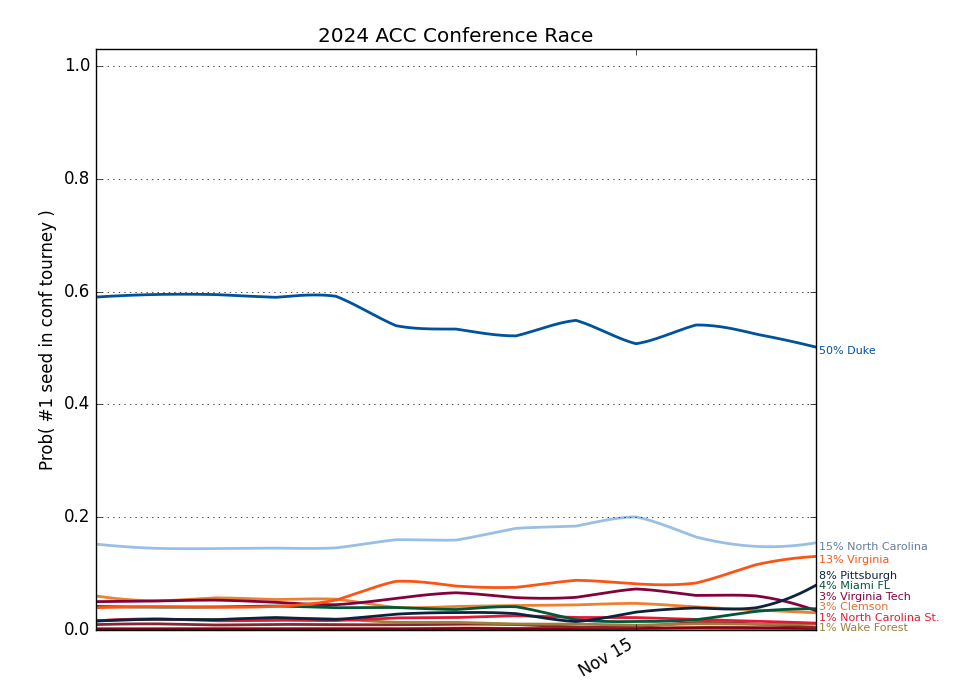 2024 ACC Conference Race
Prob( #1 seed in conf tourney )
1.0
0.8
0.6
0.4
0.2
0.0
Nov 15
50% Duke
15% North Carolina
13% Virginia
8% Pittsburgh
4% Miami FL
3% Virginia Tech
3% Clemson
1% North Carolina St.
1% Wake Forest